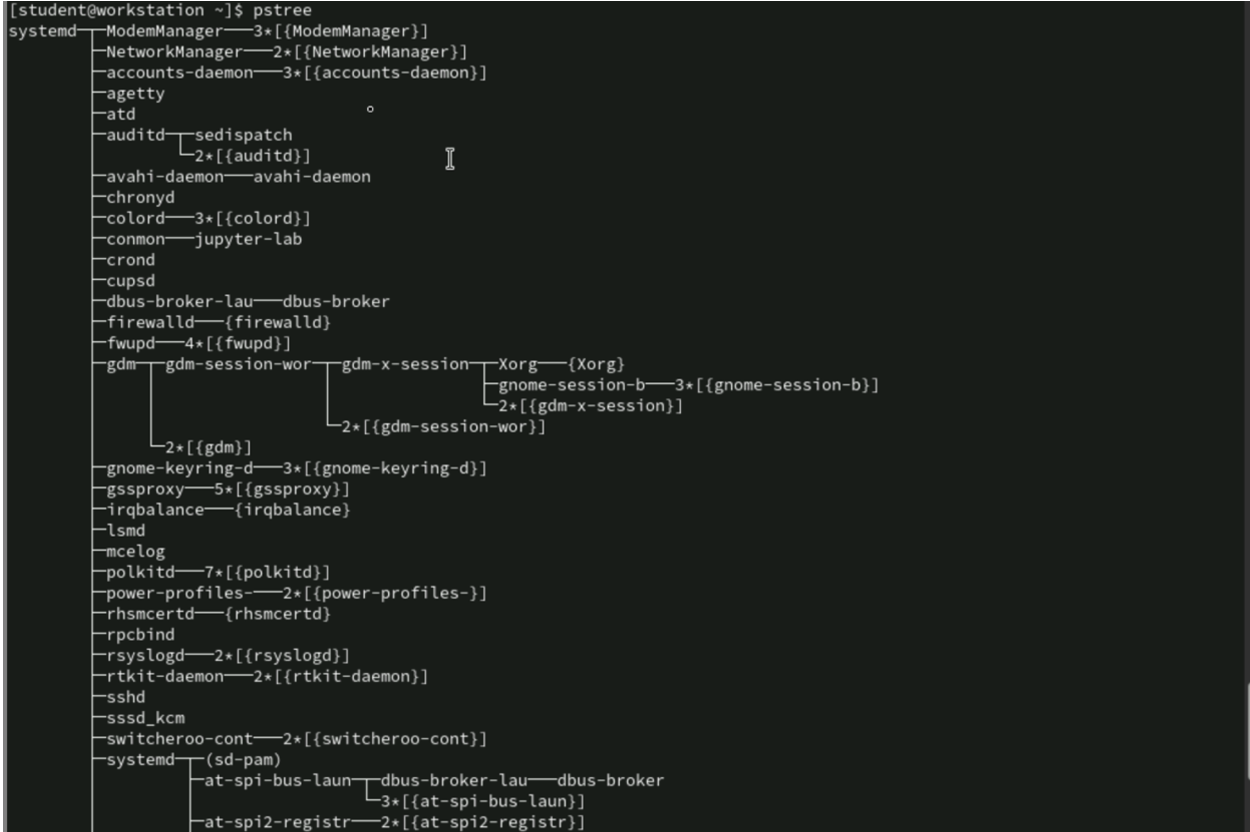 [student@workstation ~]$ pstree
systemd─┬─ModemManager───3*[{ModemManager}]
        ├─NetworkManager───2*[{NetworkManager}]
        ├─accounts-daemon───3*[{accounts-daemon}]
        ├─agetty
        ├─atd
        ├─auditd─┬─sedispatch
        │        └─2*[{auditd}]
        ├─avahi-daemon───avahi-daemon
        ├─chronyd
        ├─colord───3*[{colord}]
        ├─conmon───jupyter-lab
        ├─crond
        ├─cupsd
        ├─dbus-broker-lau───dbus-broker
        ├─firewalld───{firewalld}
        ├─fwupd───4*[{fwupd}]
        ├─gdm─┬─gdm-session-wor─┬─gdm-x-session─┬─Xorg───{Xorg}
        │     │                 │               ├─gnome-session-b───3*[{gnome-session-b}]
        │     │                 │               └─2*[{gdm-x-session}]
        │     │                 └─2*[{gdm-session-wor}]
        │     └─2*[{gdm}]
        ├─gnome-keyring-d───3*[{gnome-keyring-d}]
        ├─gssproxy───5*[{gssproxy}]
        ├─irqbalance───{irqbalance}
        ├─lsmd
        ├─mcelog
        ├─polkitd───7*[{polkitd}]
        ├─power-profiles-───2*[{power-profiles-}]
        ├─rhsmcertd───{rhsmcertd}
        ├─rpcbind
        ├─rsyslogd───2*[{rsyslogd}]
        ├─rtkit-daemon───2*[{rtkit-daemon}]
        ├─sshd
        ├─sssd_kcm
        ├─switcheroo-cont───2*[{switcheroo-cont}]
        ├─systemd─┬─(sd-pam)
        │         ├─at-spi-bus-laun─┬─dbus-broker-lau───dbus-broker
        │         │                 └─3*[{at-spi-bus-laun}]
        │         ├─at-spi2-registr───2*[{at-spi2-registr}]